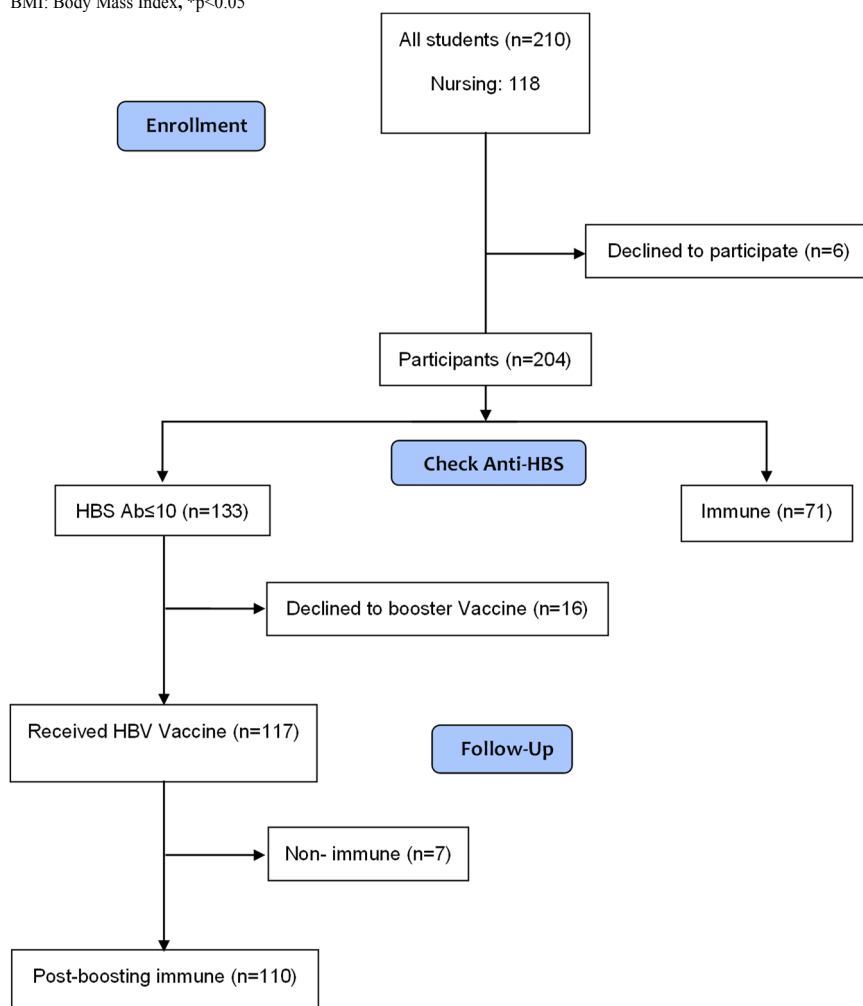 BMI: Body Mass Index, *p<0.05
All students (n=210)
Nursing: 118
Enrollment
Declined to participate (n=6)
Participants (n=204)
Check Anti-HBS
HBS Ab≤10 (n=133)
Immune (n=71)
Declined to booster Vaccine (n=16)
Received HBV Vaccine (n=117)
Follow-Up
Non- immune (n=7)
Post-boosting immune (n=110)